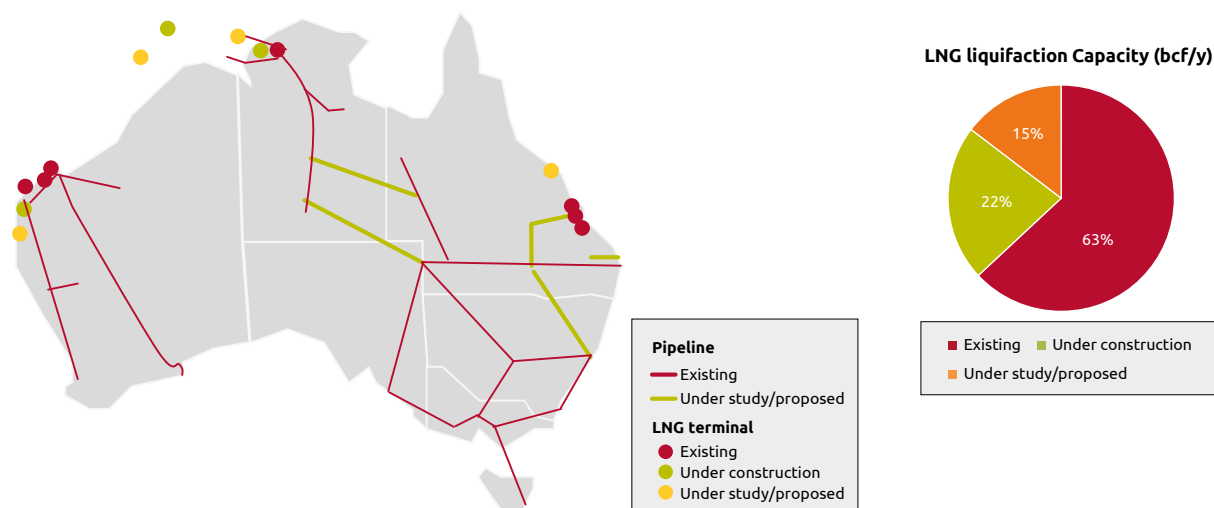 LNG liquifaction Capacity (bcf/y)
15%
22%
63%
Existing
Under construction
Under study/proposed
Pipeline
Existing
Under study/proposed
LNG terminal
Existing
Under construction
Under study/proposed